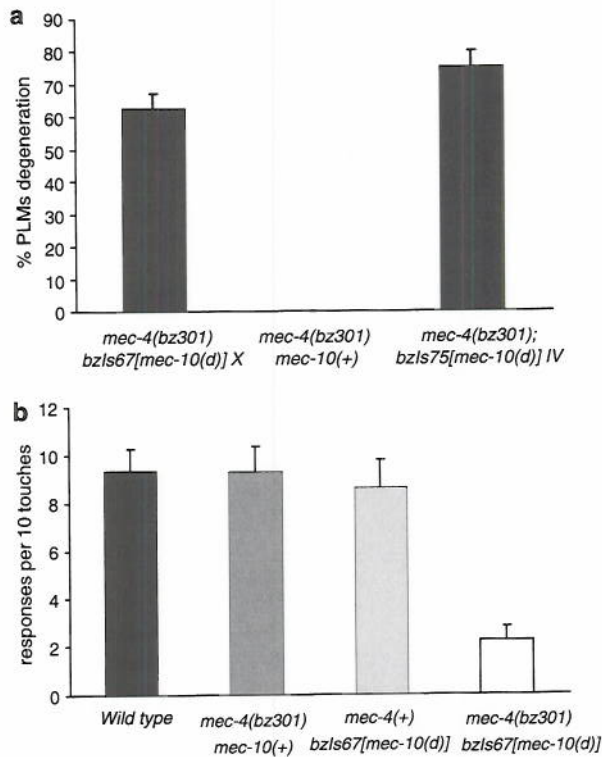 a
90
80
70
60
50
40
30
20
10
0
% PLMs degeneration
mec-4(bz301)
bzIs67[mec-10(d)] X
mec-4(bz301)
mec-10(+)
mec-4(bz301);
bzIs75[mec-10(d)] IV
b
12
10
8
6
4
2
0
responses per 10 touches
Wild type
mec-4(bz301)
mec-10(+)
mec-4(+)
bzIs67[mec-10(d)]
mec-4(bz301)
bzIs67[mec-10(d)]